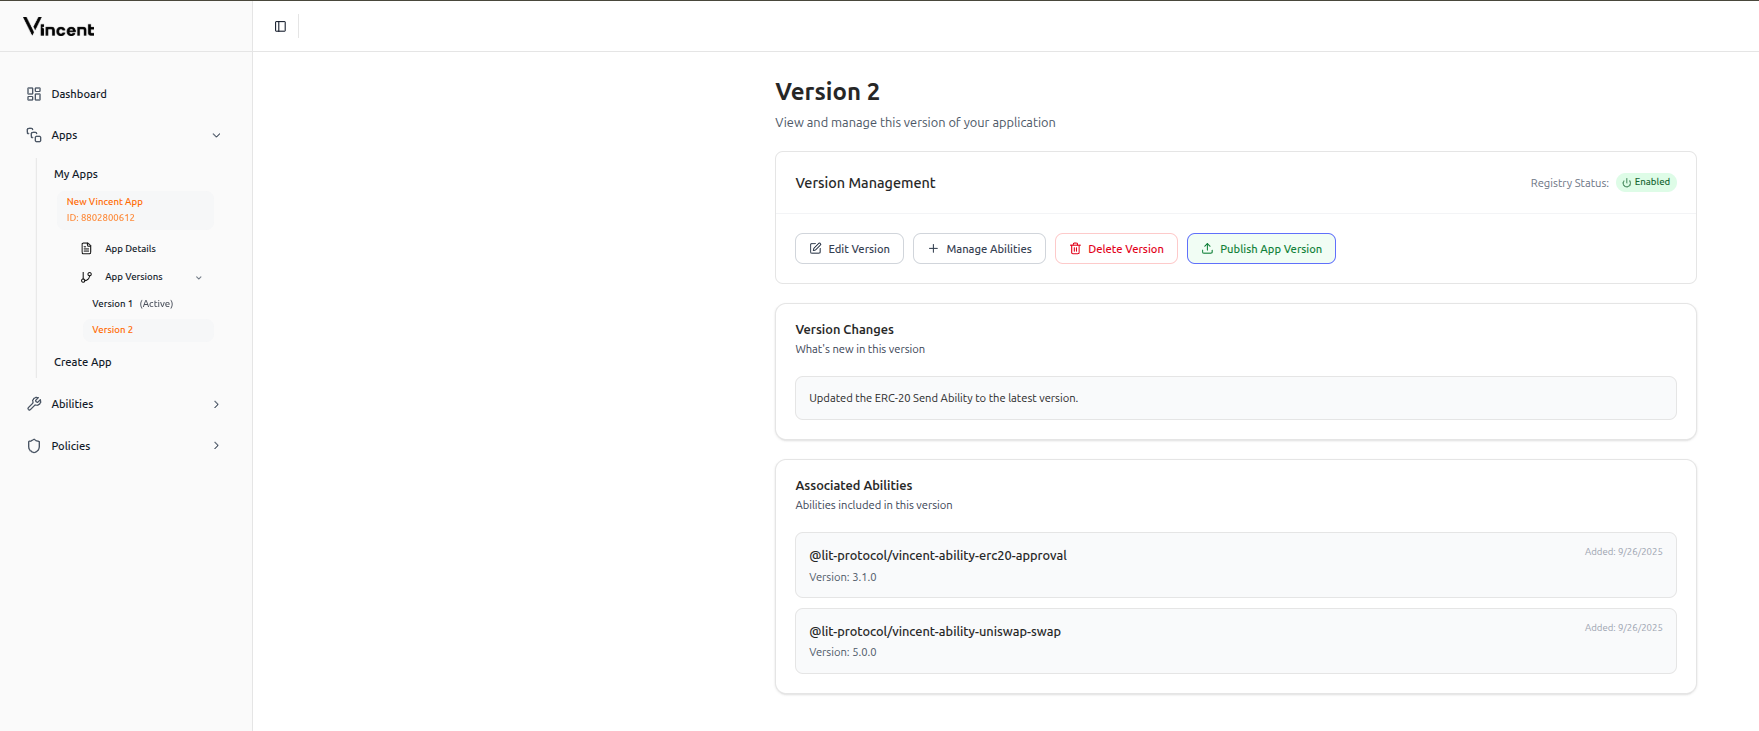 Vincent
Dashboard
Apps
My Apps
New Vincent App
ID: 8802800612
App Details
App Versions
Version 1 (Active)
Version 2
Create App
Abilities
Policies
Version 2
View and manage this version of your application
Version Management
Registry Status: Enabled
Edit Version
Manage Abilities
Delete Version
Publish App Version
Version Changes
What's new in this version
Updated the ERC-20 Send Ability to the latest version.
Associated Abilities
Abilities included in this version
@lit-protocol/vincent-ability-erc20-approval
Added: 9/26/2025
Version: 3.1.0
@lit-protocol/vincent-ability-uniswap-swap
Added: 9/26/2025
Version: 5.0.0